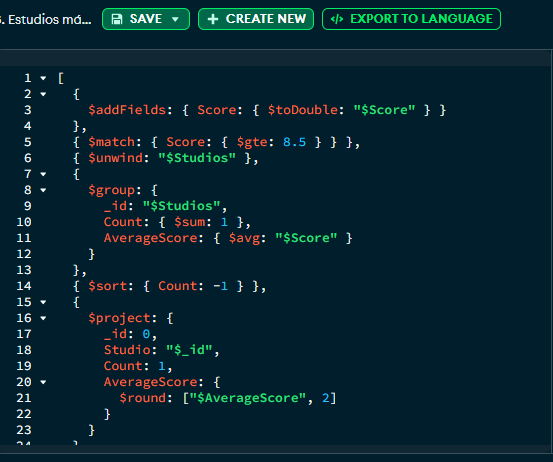 . Estudios má... SAVE + CREATE NEW </> EXPORT TO LANGUAGE
1 [
2 {
3 $addFields: { Score: { $toDouble: "$Score" } }
4 },
5 { $match: { Score: { $gte: 8.5 } } },
6 { $unwind: "$Studios" },
7 {
8 $group: {
9 _id: "$Studios",
10 Count: { $sum: 1 },
11 AverageScore: { $avg: "$Score" }
12 }
13 },
14 { $sort: { Count: -1 } },
15 {
16 $project: {
17 _id: 0,
18 Studio: "$_id",
19 Count: 1,
20 AverageScore: {
21 $round: ["$AverageScore", 2]
22 }
23 }
24 }